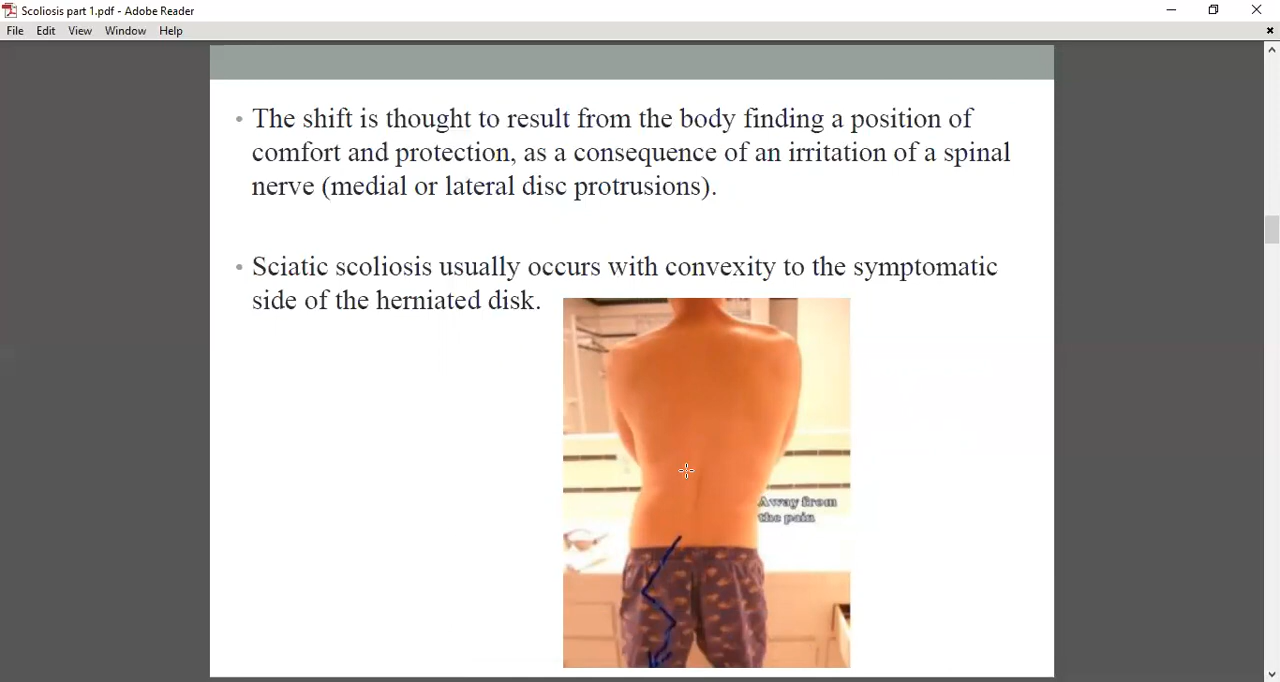 Scoliosis part 1.pdf - Adobe Reader
File Edit View Window Help
• The shift is thought to result from the body finding a position of
comfort and protection, as a consequence of an irritation of a spinal
nerve (medial or lateral disc protrusions).
• Sciatic scoliosis usually occurs with convexity to the symptomatic
side of the herniated disk.
Away from
the pain